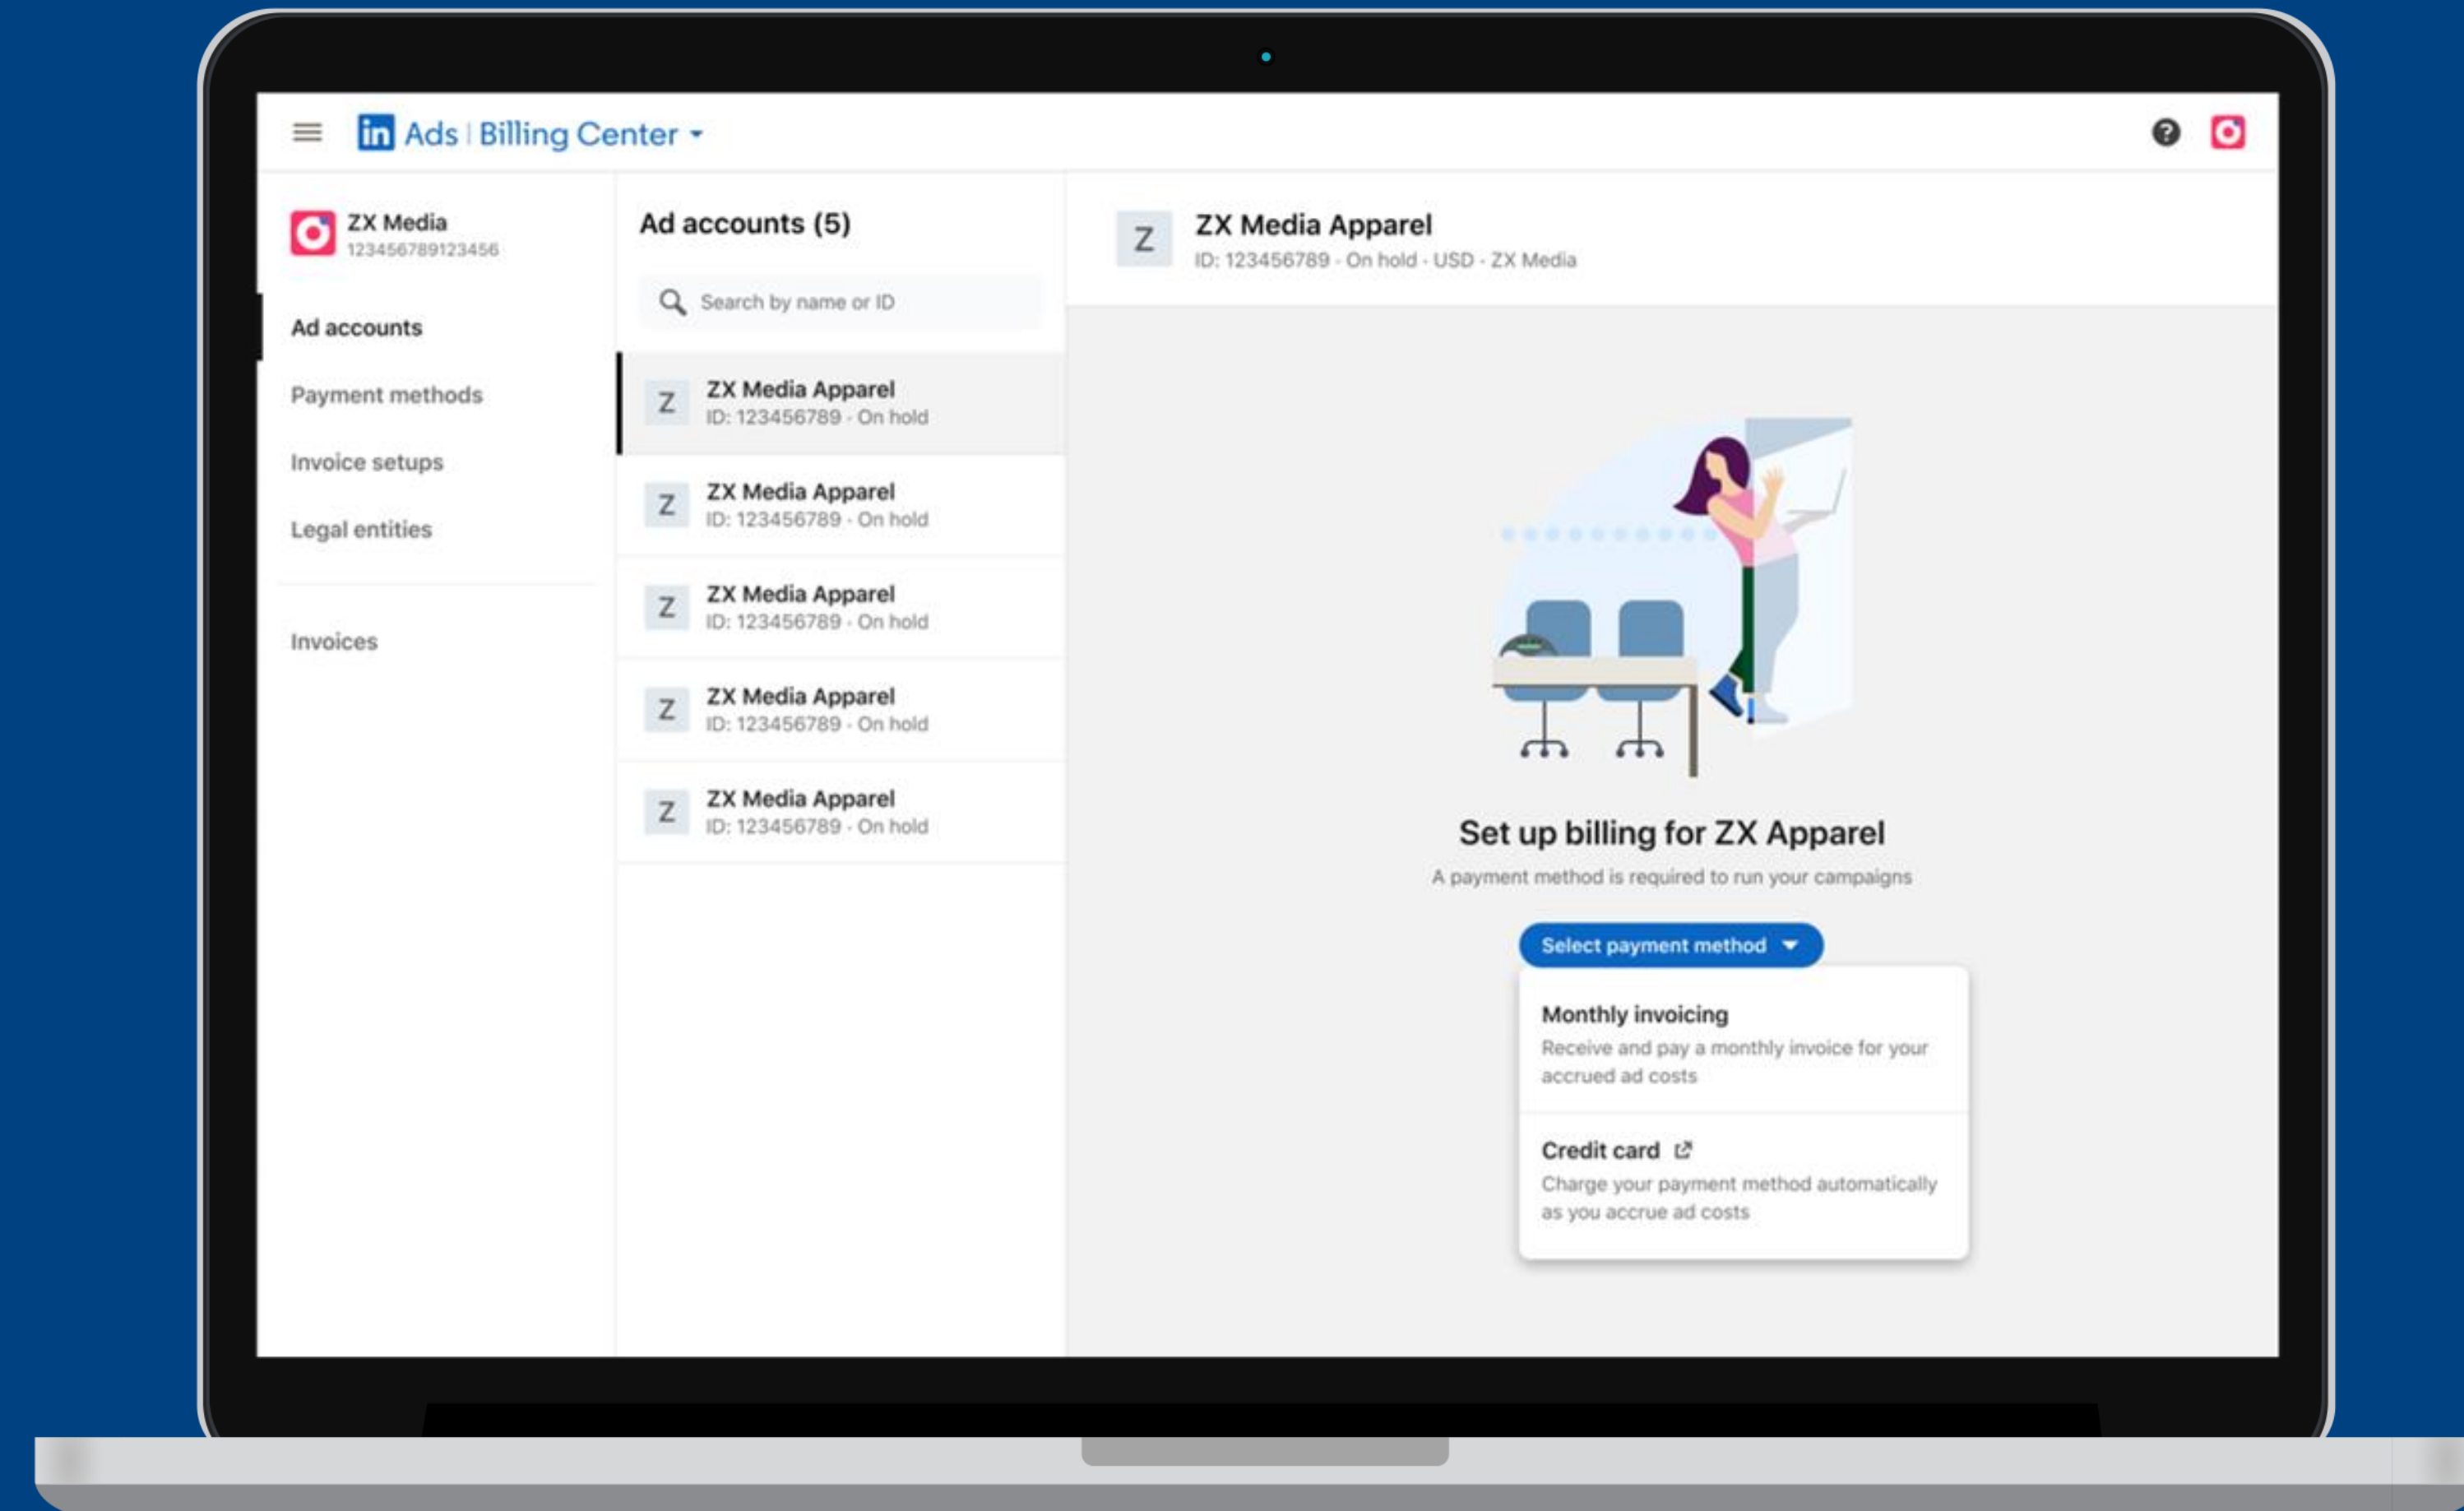 in Ads | Billing Center
ZX Media
123456789123456
Ad accounts
Payment methods
Invoice setups
Legal entities
Invoices
Ad accounts (5)
Search by name or ID
Z
ZX Media Apparel
ID: 123456789 · On hold
Z
ZX Media Apparel
ID: 123456789 · On hold
Z
ZX Media Apparel
ID: 123456789 · On hold
Z
ZX Media Apparel
ID: 123456789 · On hold
Z
ZX Media Apparel
ID: 123456789 · On hold
Z
ZX Media Apparel
ID: 123456789 · On hold · USD · ZX Media
Set up billing for ZX Apparel
A payment method is required to run your campaigns
Select payment method
Monthly invoicing
Receive and pay a monthly invoice for your
accrued ad costs
Credit card
Charge your payment method automatically
as you accrue ad costs